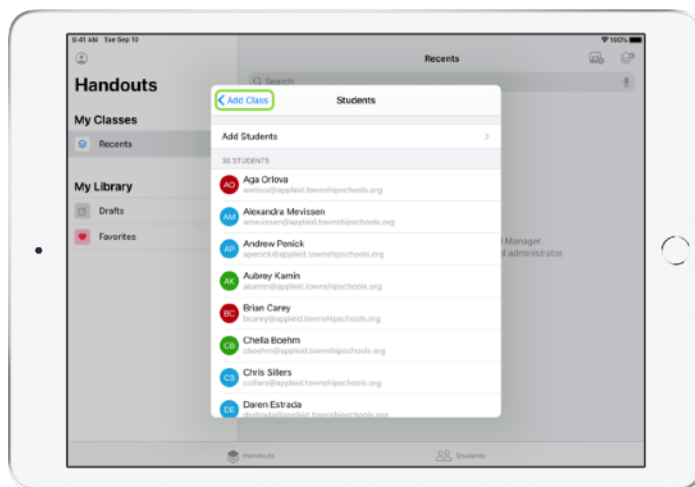 9:41 AM Tue Sep 10
100%
Recents
Handouts
Search
Add Class
Students
My Classes
Recents
Add Students
30 STUDENTS
My Library
Aga Orlova
aorlova@appleid.townshipschools.org
Drafts
Alexandra Mevissen
amevissen@appleid.townshipschools.org
Favorites
Andrew Penick
apenick@appleid.townshipschools.org
Manager.
administrator.
Aubrey Kamin
akamin@appleid.townshipschools.org
Brian Carey
bcarey@appleid.townshipschools.org
Chella Boehm
cboehm@appleid.townshipschools.org
Chris Sillers
csillers@appleid.townshipschools.org
Daren Estrada
destrada@appleid.townshipschools.org
AO
AM
AP
AK
BC
CB
CS
DE
Handouts
Students